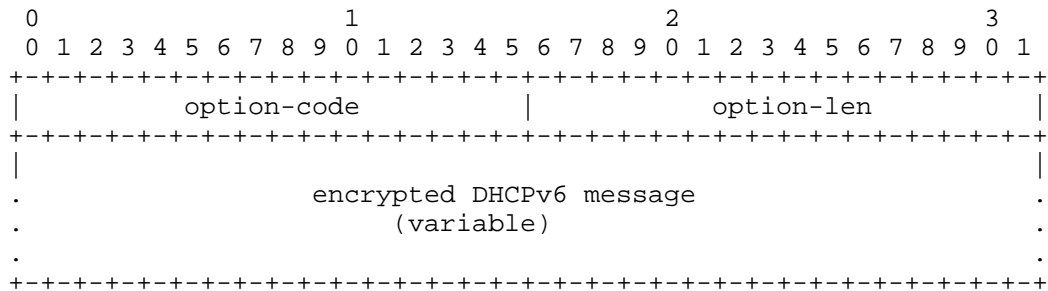 0                   1                   2                   3
 0 1 2 3 4 5 6 7 8 9 0 1 2 3 4 5 6 7 8 9 0 1 2 3 4 5 6 7 8 9 0 1
+-+-+-+-+-+-+-+-+-+-+-+-+-+-+-+-+-+-+-+-+-+-+-+-+-+-+-+-+-+-+-+-+
|          option-code          |           option-len          |
+-+-+-+-+-+-+-+-+-+-+-+-+-+-+-+-+-+-+-+-+-+-+-+-+-+-+-+-+-+-+-+-+
|                                                               |
.                  encrypted DHCPv6 message                     .
.                       (variable)                              .
.                                                               .
+-+-+-+-+-+-+-+-+-+-+-+-+-+-+-+-+-+-+-+-+-+-+-+-+-+-+-+-+-+-+-+-+